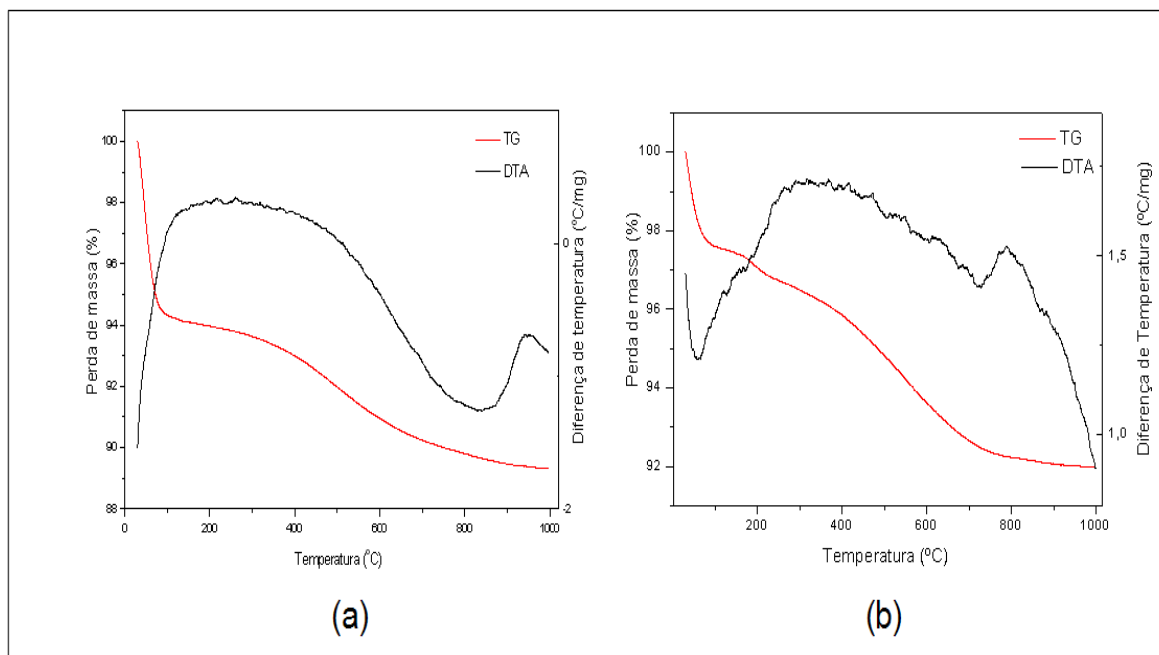 TG
DTA
100
98
96
94
92
90
88
0
200
400
600
800
1000
0
-2
Perda de massa (%)
Diferença de temperatura (ºC/mg)
Temperatura (°C)
(a)
TG
DTA
100
98
96
94
92
200
400
600
800
1000
1,5
1,0
Perda de massa (%)
Diferença de Temperatura (ºC/mg)
Temperatura (ºC)
(b)